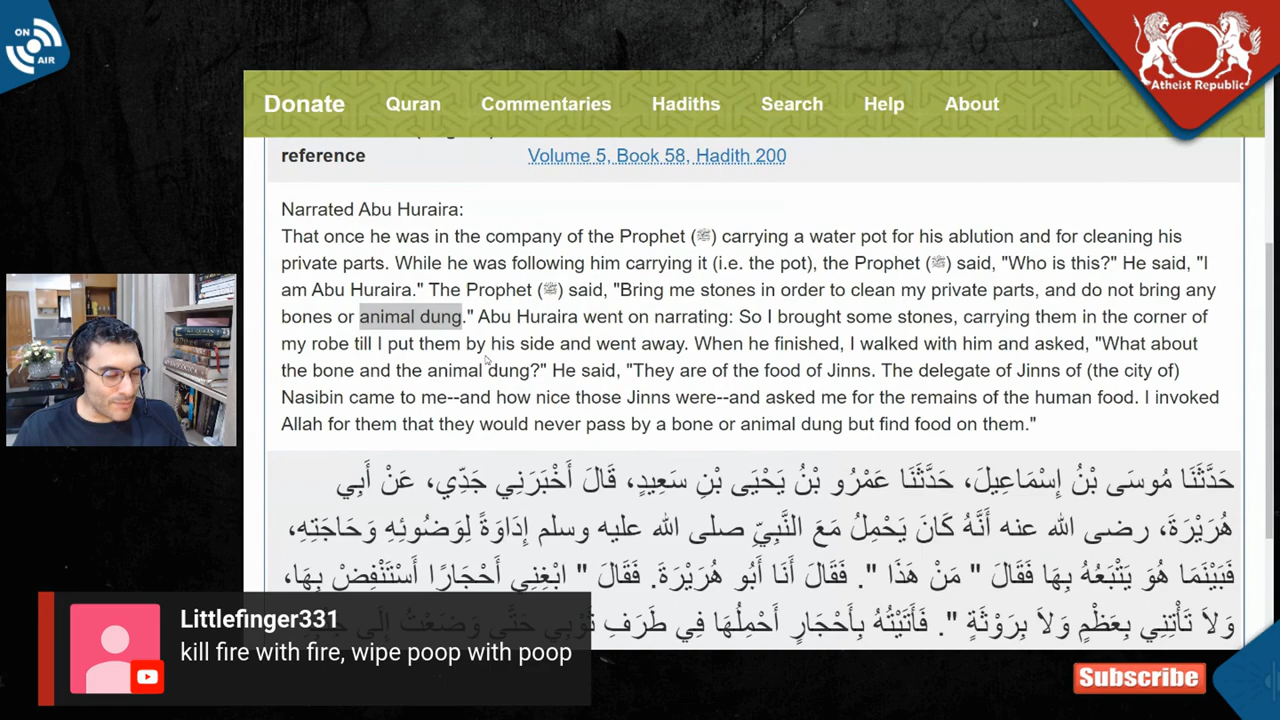 ON
AIR
Donate
Quran
Commentaries
Hadiths
Search
Help
About
Atheist Republic
reference
Volume 5, Book 58, Hadith 200
Narrated Abu Huraira:
That once he was in the company of the Prophet (ﷺ) carrying a water pot for his ablution and for cleaning his
private parts. While he was following him carrying it (i.e. the pot), the Prophet (ﷺ) said, "Who is this?" He said, "I
am Abu Huraira." The Prophet (ﷺ) said, "Bring me stones in order to clean my private parts, and do not bring any
bones or animal dung." Abu Huraira went on narrating: So I brought some stones, carrying them in the corner of
my robe till I put them by his side and went away. When he finished, I walked with him and asked, "What about
the bone and the animal dung?" He said, "They are of the food of Jinns. The delegate of Jinns of (the city of)
Nasibin came to me--and how nice those Jinns were--and asked me for the remains of the human food. I invoked
Allah for them that they would never pass by a bone or animal dung but find food on them."
حَدَّثَنَا مُوسَى بْنُ إِسْمَاعِيلَ، حَدَّثَنَا عَمْرُو بْنُ يَحْيَى بْنِ سَعِيدٍ، قَالَ أَخْبَرَنِي جَدِّي، عَنْ أَبِي
هُرَيْرَةَ، رضى الله عنه أَنَّهُ كَانَ يَحْمِلُ مَعَ النَّبِيِّ صلى الله عليه وسلم إِدَاوَةً لِوَضُوئِهِ وَحَاجَتِهِ،
فَبَيْنَمَا هُوَ يَتْبَعُهُ بِهَا فَقَالَ " مَنْ هَذَا ". فَقَالَ أَنَا أَبُو هُرَيْرَةَ. فَقَالَ " ابْغِنِي أَحْجَارًا أَسْتَنْفِضْ بِهَا،
وَلاَ تَأْتِنِي بِعَظْمٍ وَلاَ بِرَوْثَةٍ ". فَأَتَيْتُهُ بِأَحْجَارٍ أَحْمِلُهَا فِي طَرَفِ ثَوْبِي حَتَّى وَضَعْتُ إِلَى
Littlefinger331
kill fire with fire, wipe poop with poop
Subscribe